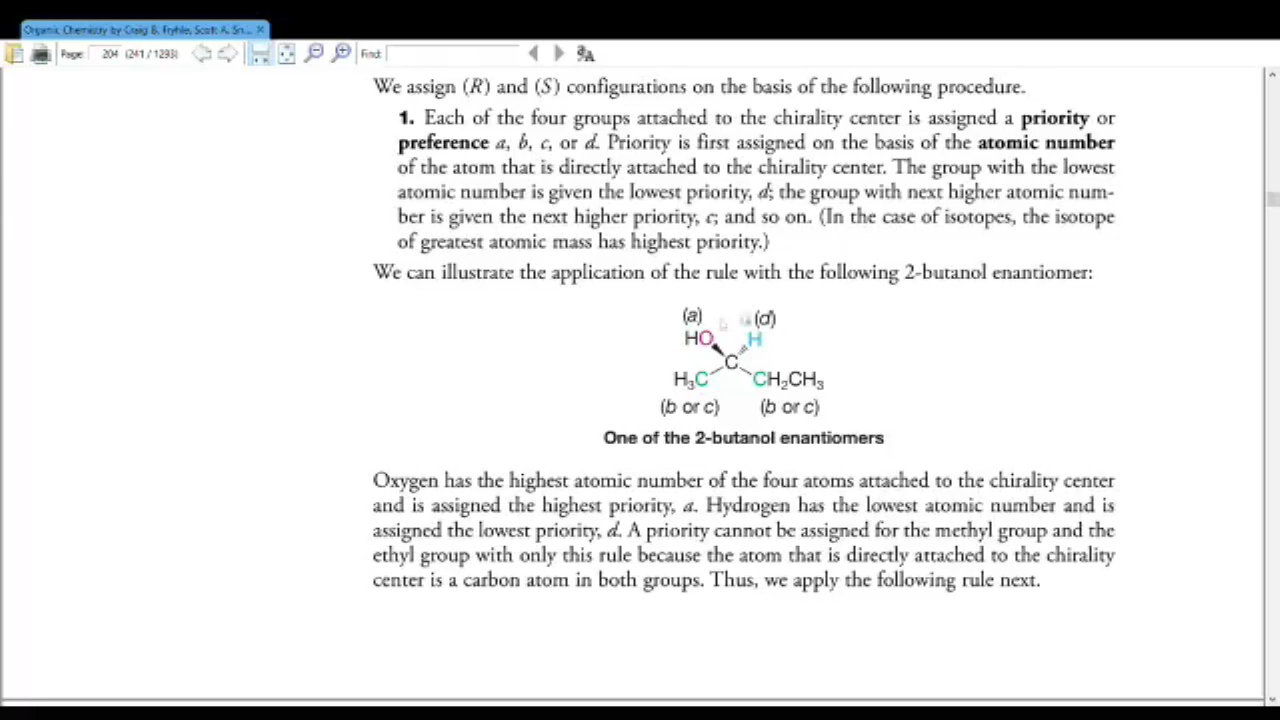 Organic Chemistry by Craig B. Fryhle, Scott A. Sn... ×
Page: 204 (241 / 1293) Find:
We assign (R) and (S) configurations on the basis of the following procedure.
1. Each of the four groups attached to the chirality center is assigned a priority or
preference a, b, c, or d. Priority is first assigned on the basis of the atomic number
of the atom that is directly attached to the chirality center. The group with the lowest
atomic number is given the lowest priority, d; the group with next higher atomic num-
ber is given the next higher priority, c; and so on. (In the case of isotopes, the isotope
of greatest atomic mass has highest priority.)
We can illustrate the application of the rule with the following 2-butanol enantiomer:
(a) (d)
HO H
C
H₃C CH₂CH₃
(b or c) (b or c)
One of the 2-butanol enantiomers
Oxygen has the highest atomic number of the four atoms attached to the chirality center
and is assigned the highest priority, a. Hydrogen has the lowest atomic number and is
assigned the lowest priority, d. A priority cannot be assigned for the methyl group and the
ethyl group with only this rule because the atom that is directly attached to the chirality
center is a carbon atom in both groups. Thus, we apply the following rule next.